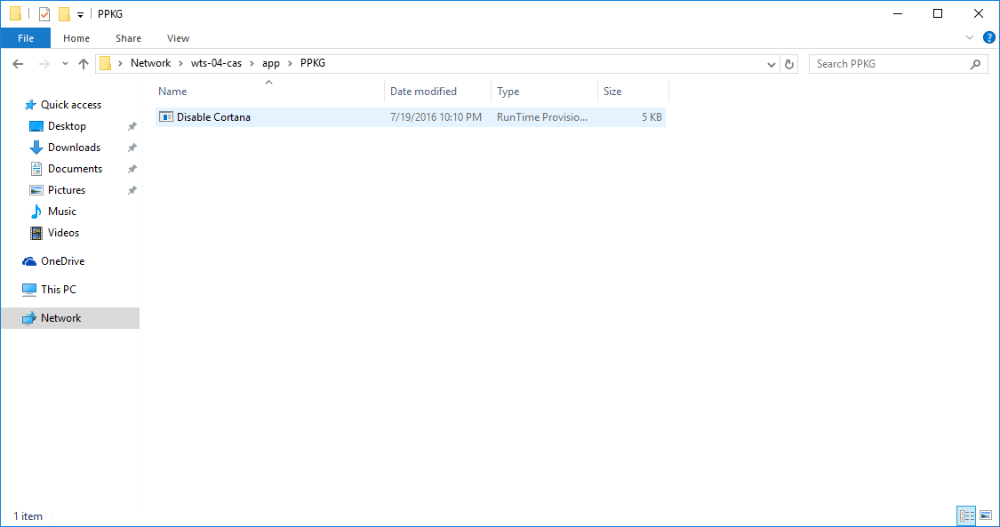 PPKG
File Home Share View
Network wts-04-cas app PPKG
Search PPKG
Name Date modified Type Size
Disable Cortana 7/19/2016 10:10 PM RunTime Provisio... 5 KB
Quick access
Desktop
Downloads
Documents
Pictures
Music
Videos
OneDrive
This PC
Network
1 item